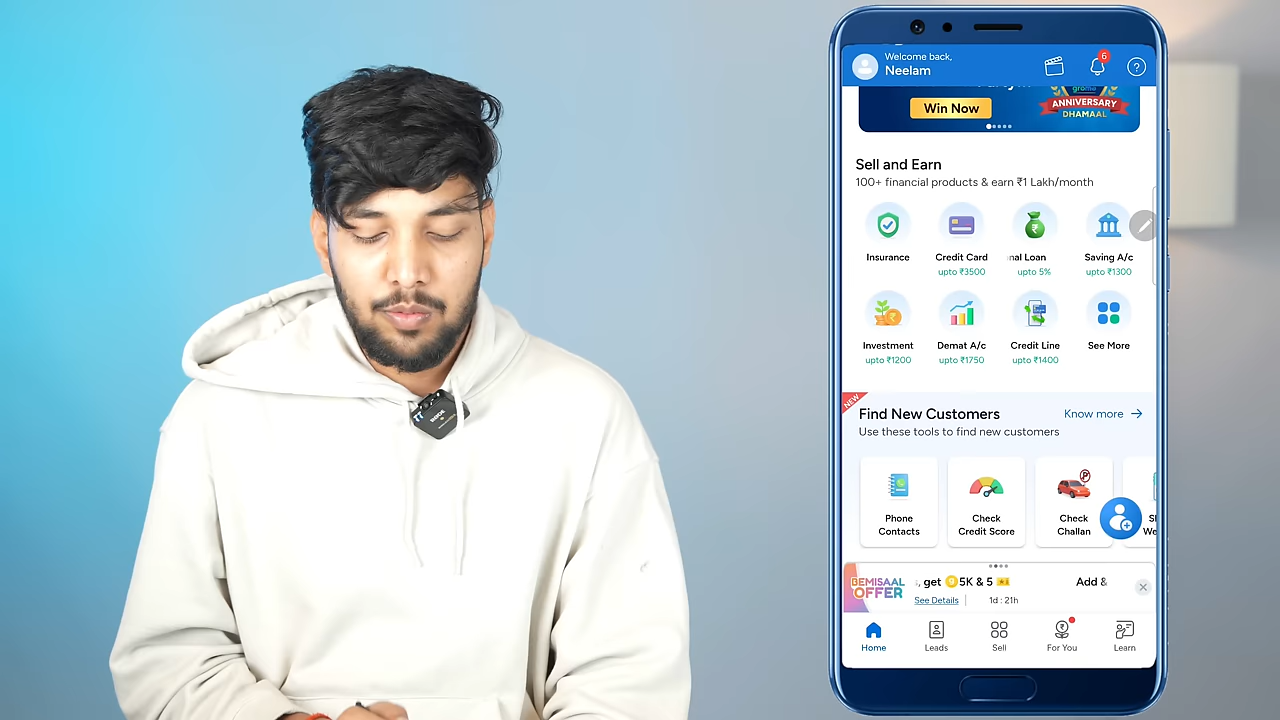 Welcome back,
Neelam
6
?
Win Now
ANNIVERSARY
DHAMAAL
Sell and Earn
100+ financial products & earn ₹1 Lakh/month
Insurance
Credit Card
upto ₹3500
nal Loan
upto 5%
Saving A/c
upto ₹1300
Investment
upto ₹1200
Demat A/c
upto ₹1750
Credit Line
upto ₹1400
See More
NEW
Find New Customers
Know more →
Use these tools to find new customers
Phone
Contacts
Check
Credit Score
Check
Challan
BEMISAAL
OFFER
, get 5K & 5
Add &
See Details
1d : 21h
Home
Leads
Sell
For You
Learn